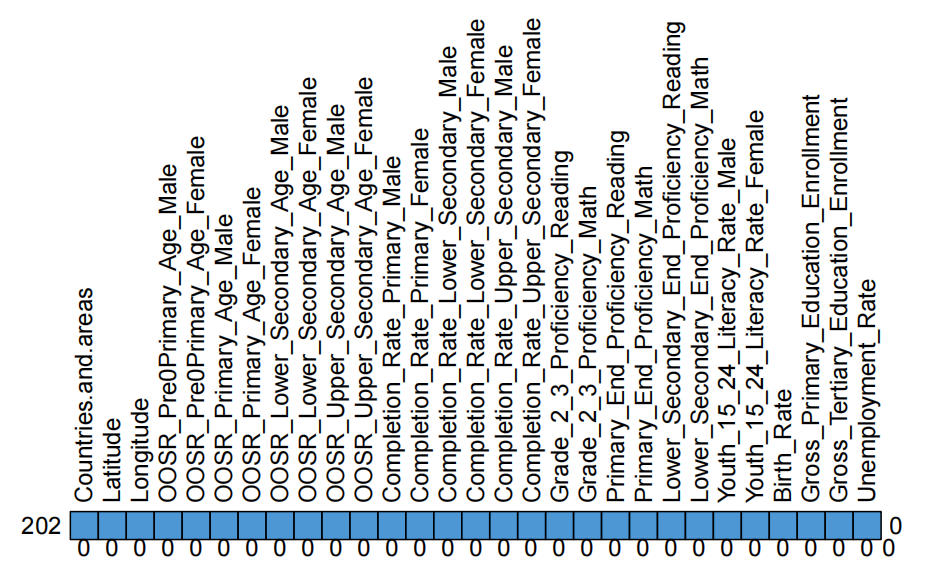 Countries.and.areas
Latitude
Longitude
OOSR_Pre0Primary_Age_Male
OOSR_Pre0Primary_Age_Female
OOSR_Primary_Age_Male
OOSR_Primary_Age_Female
OOSR_Lower_Secondary_Age_Male
OOSR_Lower_Secondary_Age_Female
OOSR_Upper_Secondary_Age_Male
OOSR_Upper_Secondary_Age_Female
Completion_Rate_Primary_Male
Completion_Rate_Primary_Female
Completion_Rate_Lower_Secondary_Male
Completion_Rate_Lower_Secondary_Female
Completion_Rate_Upper_Secondary_Male
Completion_Rate_Upper_Secondary_Female
Grade_2_3_Proficiency_Reading
Grade_2_3_Proficiency_Math
Primary_End_Proficiency_Reading
Primary_End_Proficiency_Math
Lower_Secondary_End_Proficiency_Reading
Lower_Secondary_End_Proficiency_Math
Youth_15_24_Literacy_Rate_Male
Youth_15_24_Literacy_Rate_Female
Birth_Rate
Gross_Primary_Education_Enrollment
Gross_Tertiary_Education_Enrollment
Unemployment_Rate
202 0
0 0 0 0 0 0 0 0 0 0 0 0 0 0 0 0 0 0 0 0 0 0 0 0 0 0 0 0 0 0